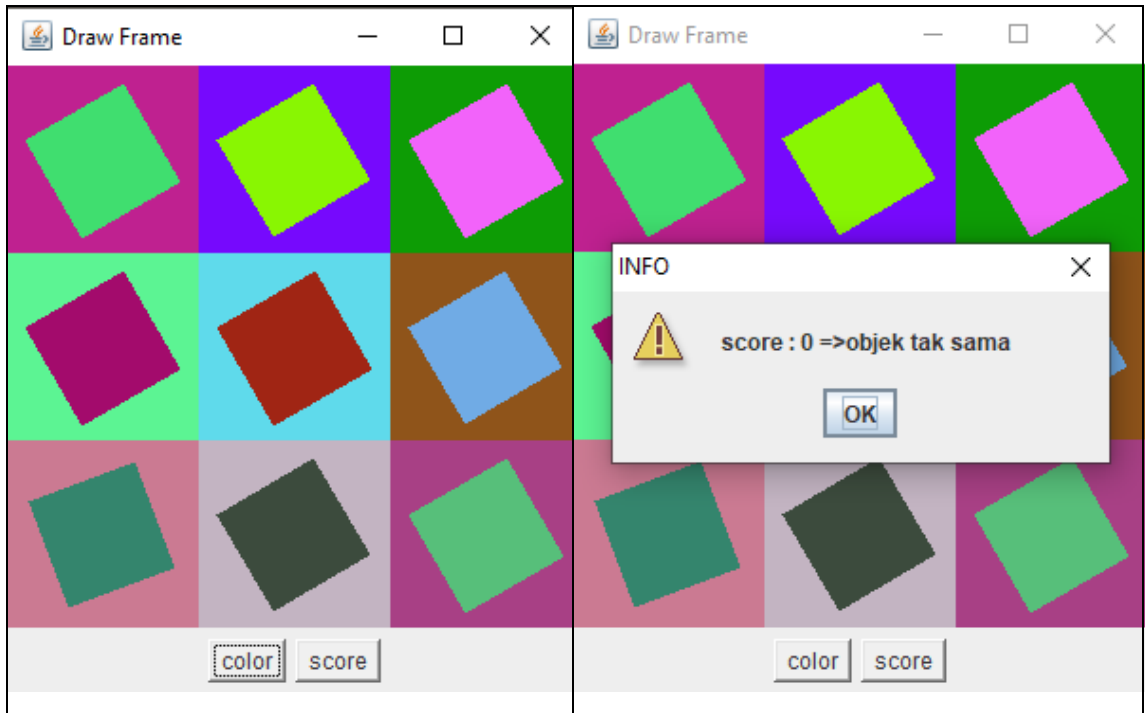 Draw Frame
color score
Draw Frame
INFO
score : 0 =>objek tak sama
OK
color score